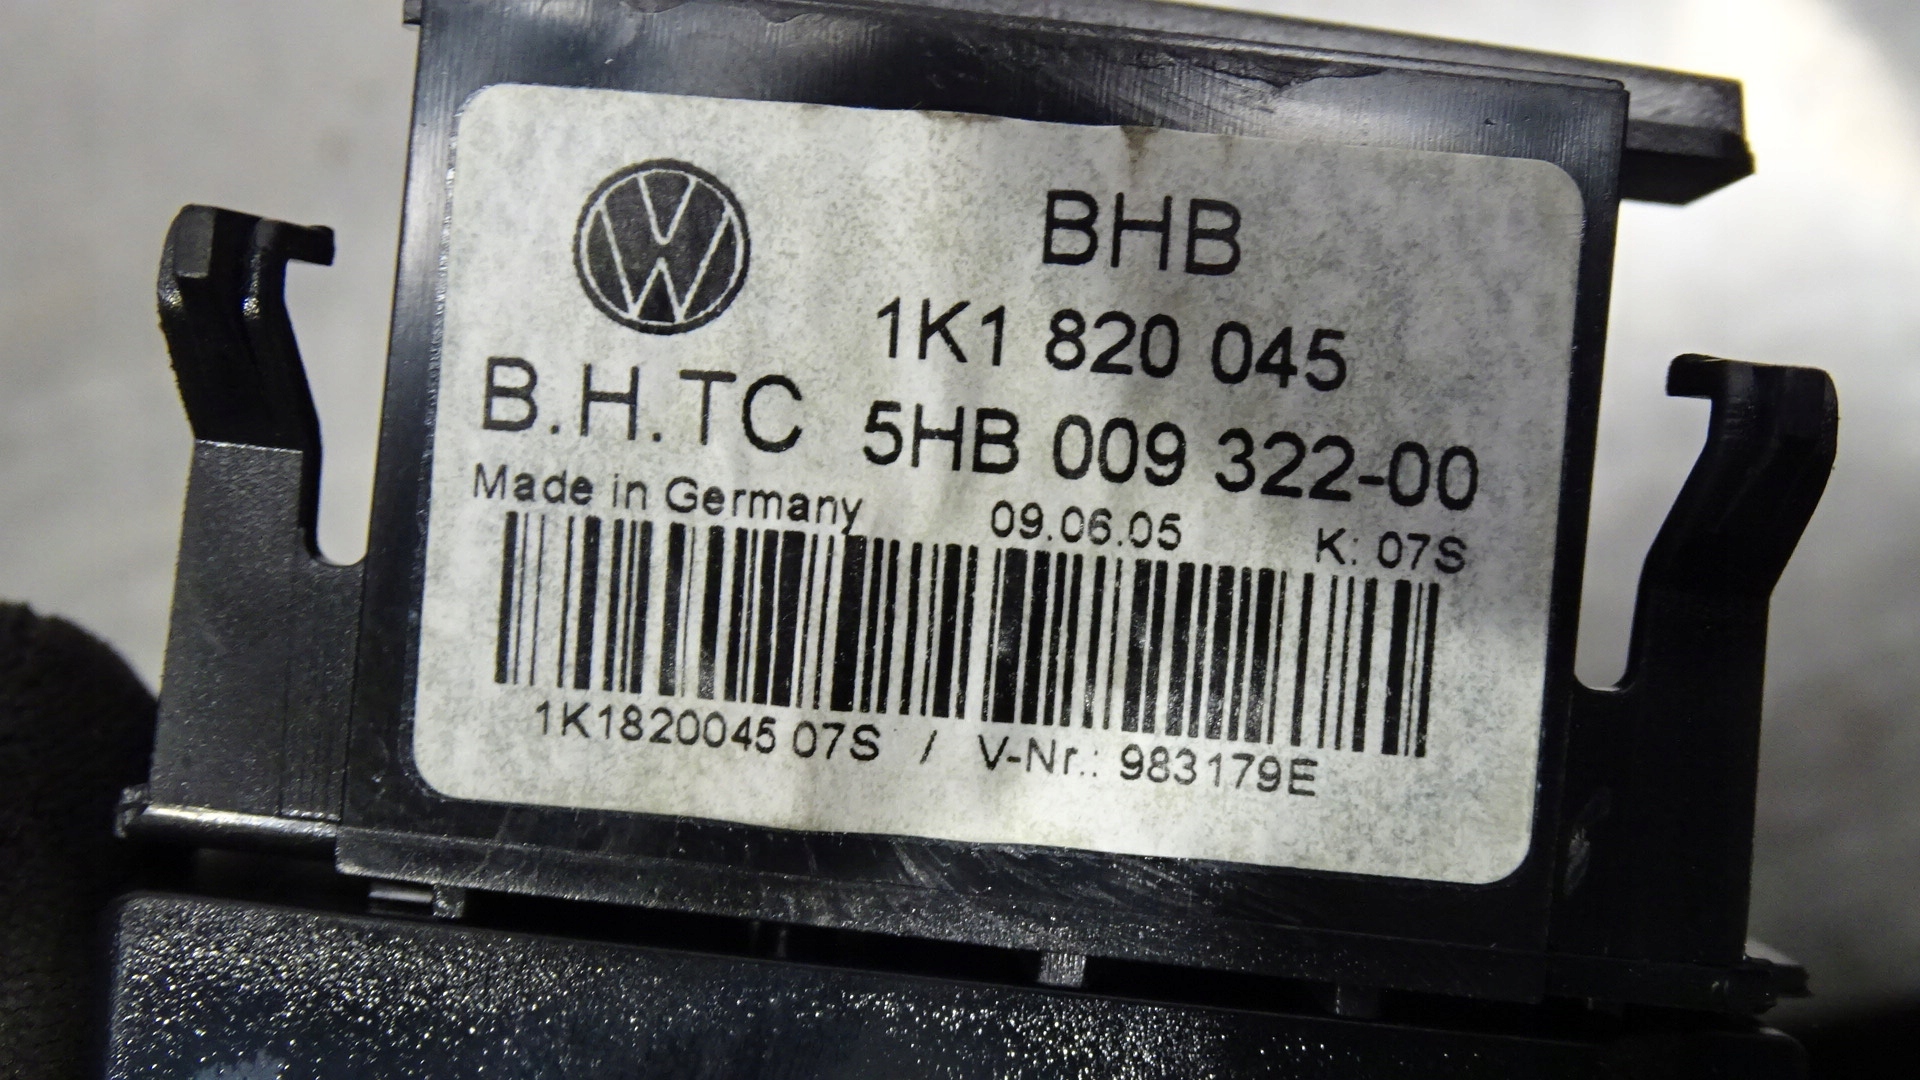 BHB
1K1 820 045
B.H.TC 5HB 009 322-00
Made in Germany 09.06.05 K: 07S
1K1820045 07S / V-Nr.: 983179E